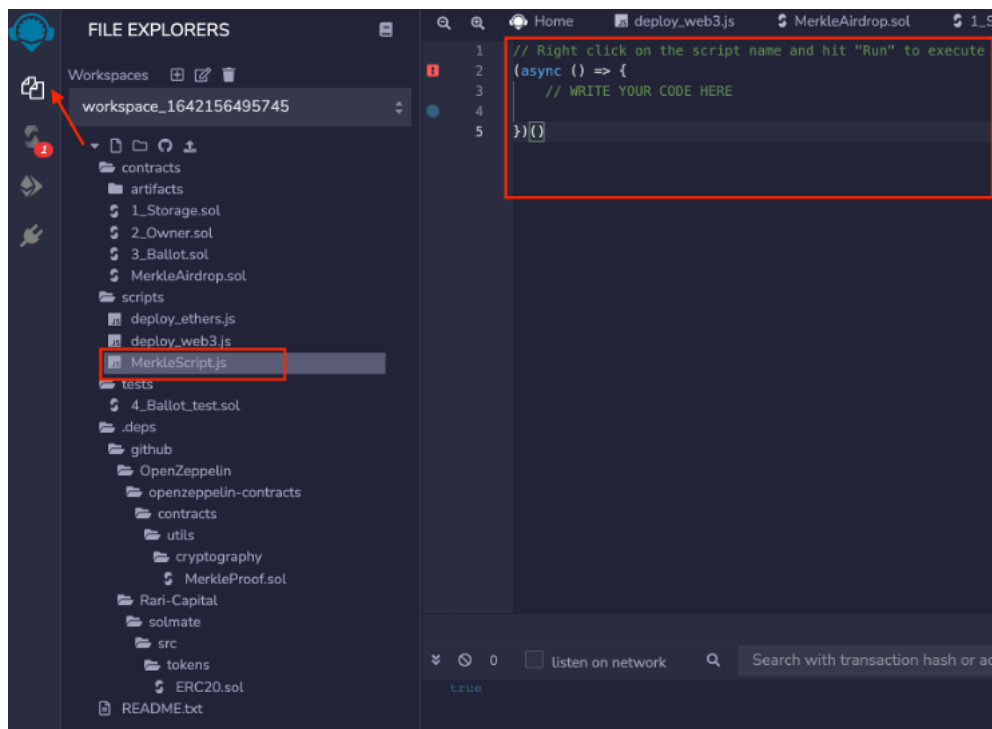 FILE EXPLORERS
Workspaces
workspace_1642156495745
1
contracts
artifacts
1_Storage.sol
2_Owner.sol
3_Ballot.sol
MerkleAirdrop.sol
scripts
deploy_ethers.js
deploy_web3.js
MerkleScript.js
tests
4_Ballot_test.sol
.deps
github
OpenZeppelin
openzeppelin-contracts
contracts
utils
cryptography
MerkleProof.sol
Rari-Capital
solmate
src
tokens
ERC20.sol
README.txt
Home deploy_web3.js MerkleAirdrop.sol 1_S
1 // Right click on the script name and hit "Run" to execute
2 (async () => {
3 // WRITE YOUR CODE HERE
4
5 })()
0 listen on network Search with transaction hash or ad
true